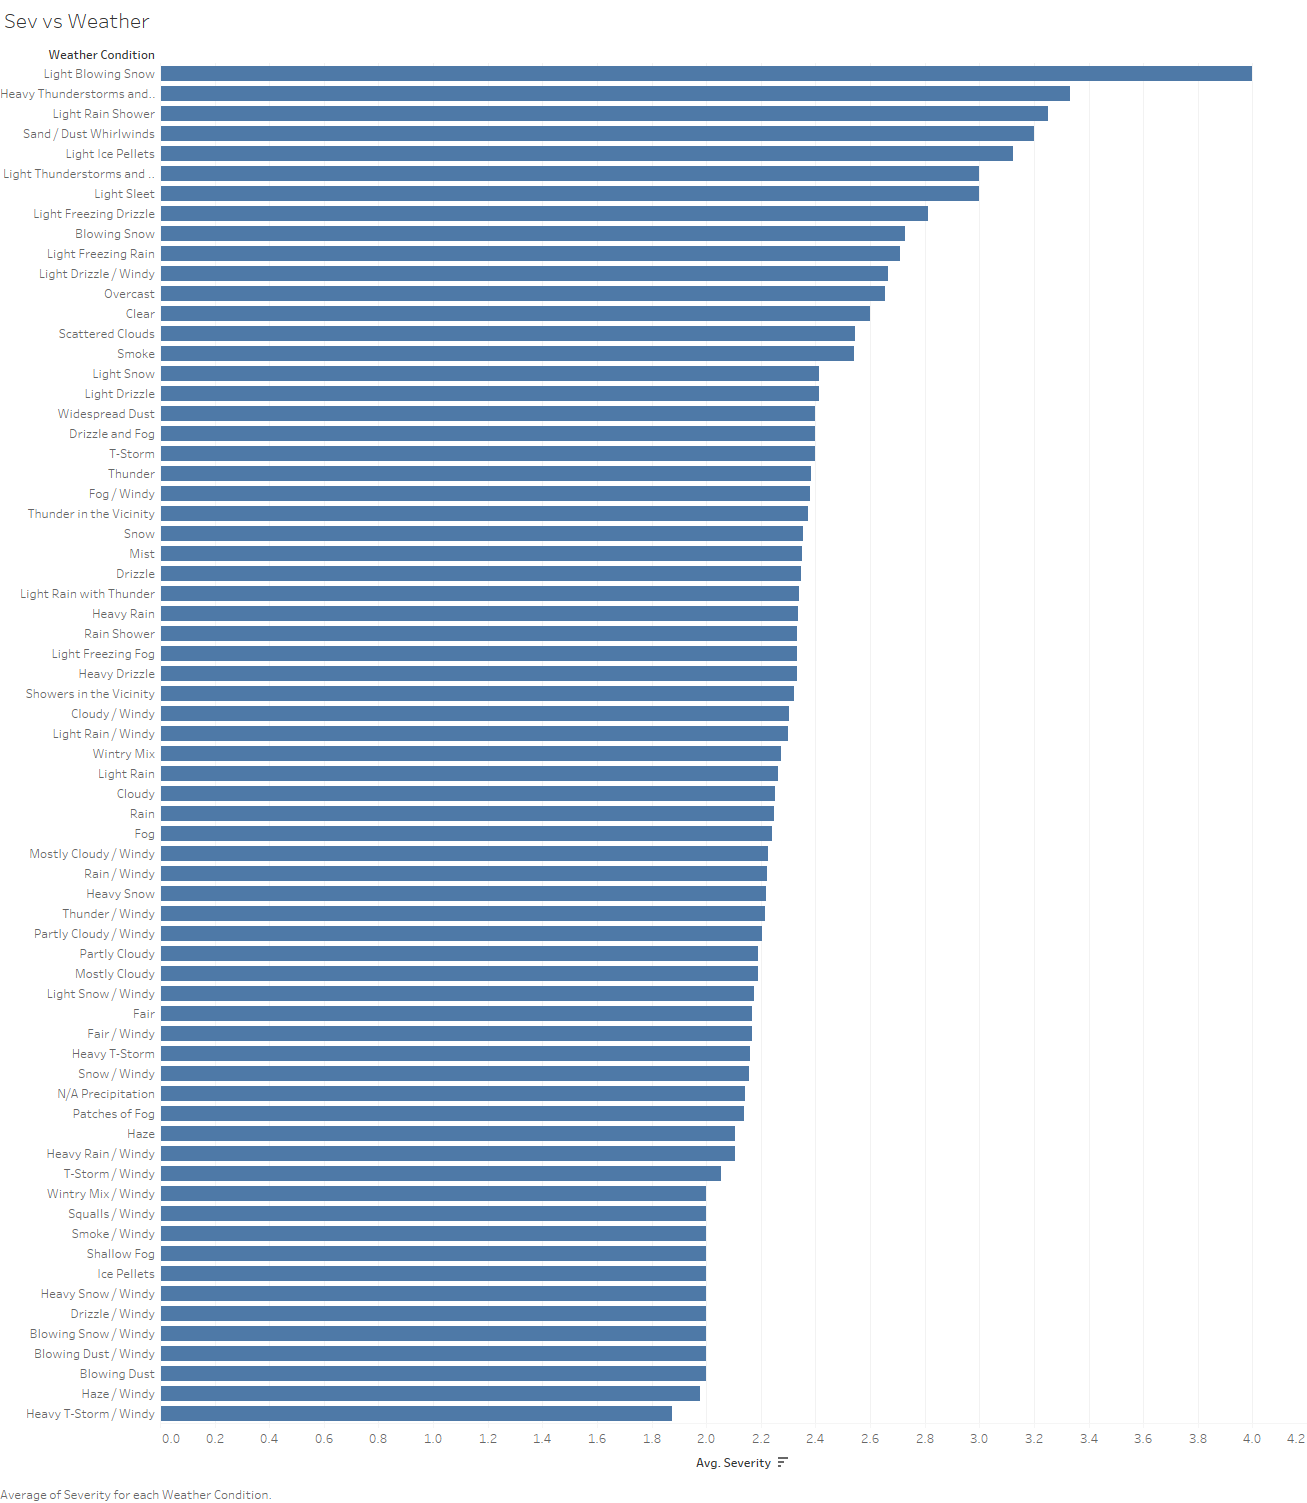 Sev vs Weather
Weather Condition
Light Blowing Snow
Heavy Thunderstorms and..
Light Rain Shower
Sand / Dust Whirlwinds
Light Ice Pellets
Light Thunderstorms and ..
Light Sleet
Light Freezing Drizzle
Blowing Snow
Light Freezing Rain
Light Drizzle / Windy
Overcast
Clear
Scattered Clouds
Smoke
Light Snow
Light Drizzle
Widespread Dust
Drizzle and Fog
T-Storm
Thunder
Fog / Windy
Thunder in the Vicinity
Snow
Mist
Drizzle
Light Rain with Thunder
Heavy Rain
Rain Shower
Light Freezing Fog
Heavy Drizzle
Showers in the Vicinity
Cloudy / Windy
Light Rain / Windy
Wintry Mix
Light Rain
Cloudy
Rain
Fog
Mostly Cloudy / Windy
Rain / Windy
Heavy Snow
Thunder / Windy
Partly Cloudy / Windy
Partly Cloudy
Mostly Cloudy
Light Snow / Windy
Fair
Fair / Windy
Heavy T-Storm
Snow / Windy
N/A Precipitation
Patches of Fog
Haze
Heavy Rain / Windy
T-Storm / Windy
Wintry Mix / Windy
Squalls / Windy
Smoke / Windy
Shallow Fog
Ice Pellets
Heavy Snow / Windy
Drizzle / Windy
Blowing Snow / Windy
Blowing Dust / Windy
Blowing Dust
Haze / Windy
Heavy T-Storm / Windy
0.0 0.2 0.4 0.6 0.8 1.0 1.2 1.4 1.6 1.8 2.0 2.2 2.4 2.6 2.8 3.0 3.2 3.4 3.6 3.8 4.0 4.2
Avg. Severity
Average of Severity for each Weather Condition.